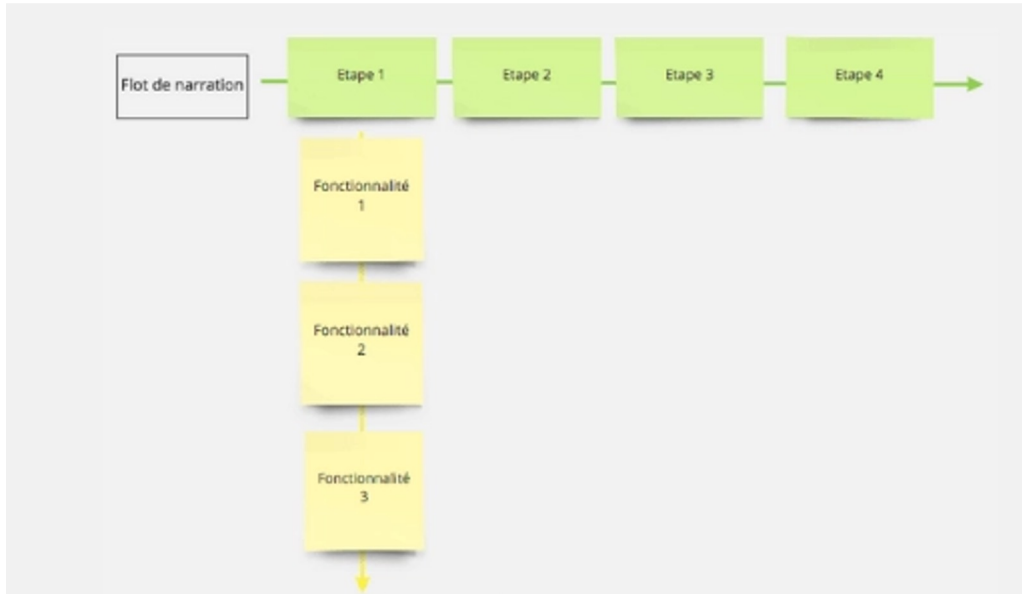 Flot de narration
Etape 1
Etape 2
Etape 3
Etape 4
Fonctionnalité
1
Fonctionnalité
2
Fonctionnalité
3